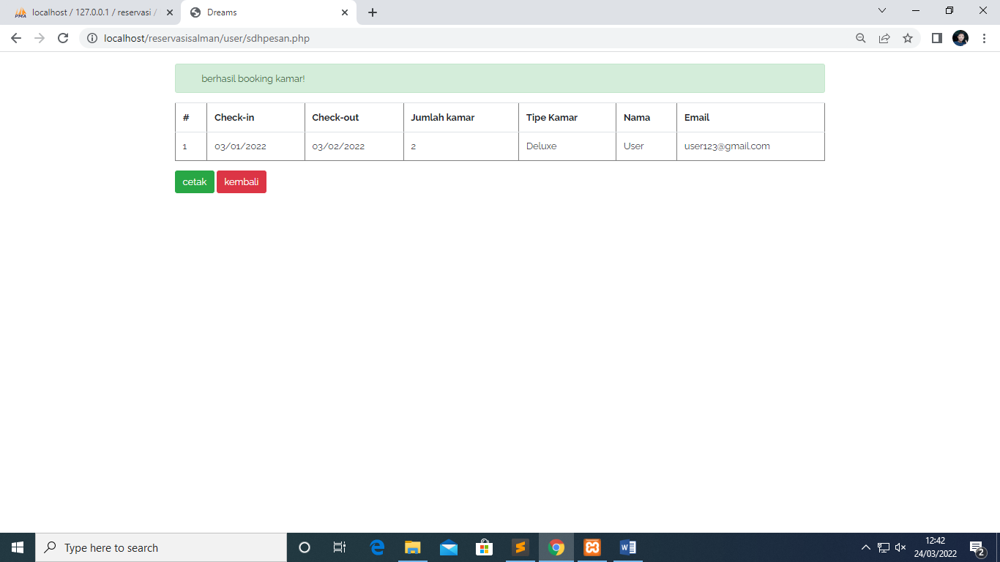 localhost / 127.0.0.1 / reservasi /
Dreams
localhost/reservasisalman/user/sdhpesan.php
berhasil booking kamar!
# Check-in Check-out Jumlah kamar Tipe Kamar Nama Email
1 03/01/2022 03/02/2022 2 Deluxe User user123@gmail.com
cetak kembali
Type here to search
12:42
24/03/2022
2